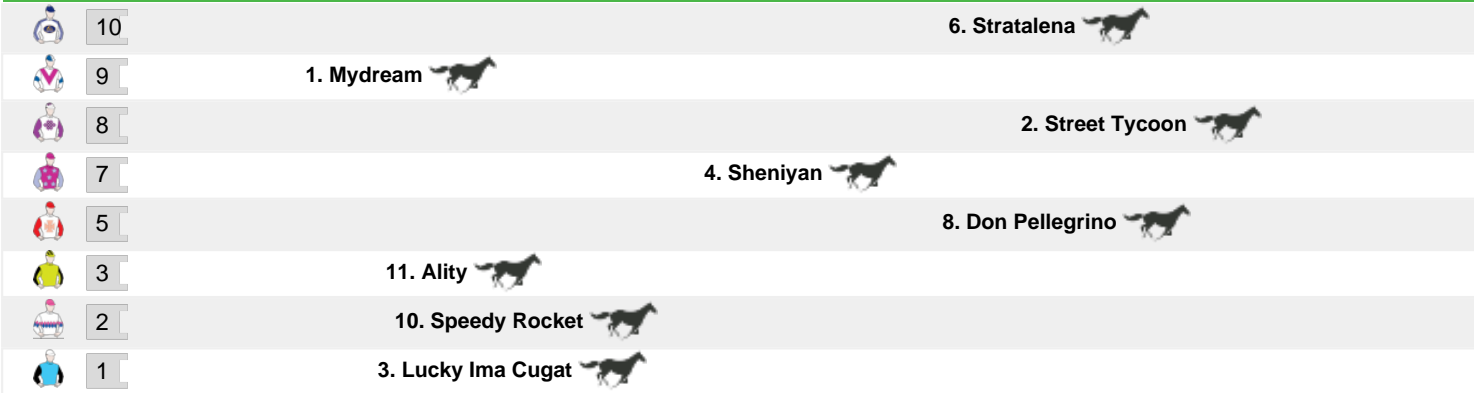 10 6. Stratalena
9 1. Mydream
8 2. Street Tycoon
7 4. Sheniyan
5 8. Don Pellegrino
3 11. Ality
2 10. Speedy Rocket
1 3. Lucky Ima Cugat